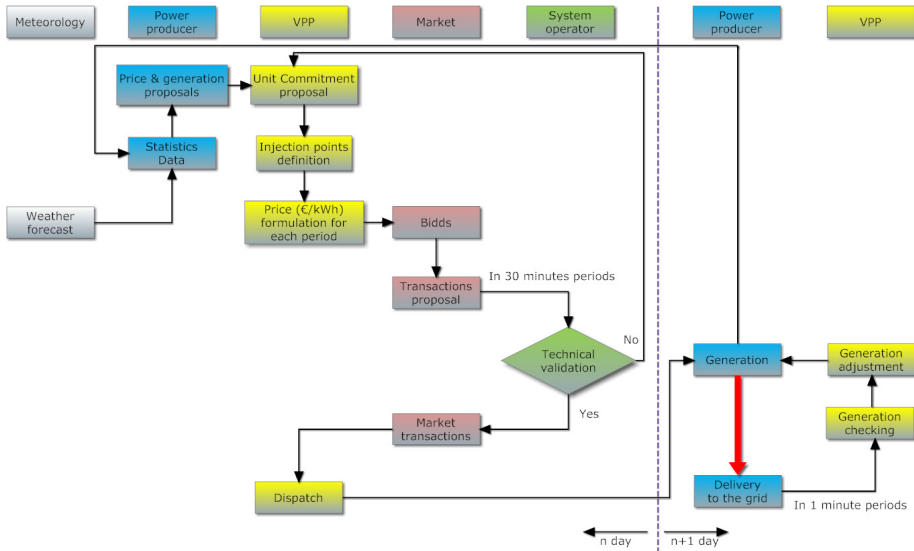 Meteorology
Power
producer
VPP
Market
System
operator
Power
producer
VPP
Price & generation
proposals
Unit Commitment
proposal
Statistics
Data
Injection points
definition
Weather
forecast
Price (€/kWh)
formulation for
each period
Bidds
Transactions
proposal
In 30 minutes periods
Technical
validation
No
Yes
Generation
Generation
adjustment
Generation
checking
Market
transactions
Dispatch
Delivery
to the grid
In 1 minute periods
n day
n+1 day